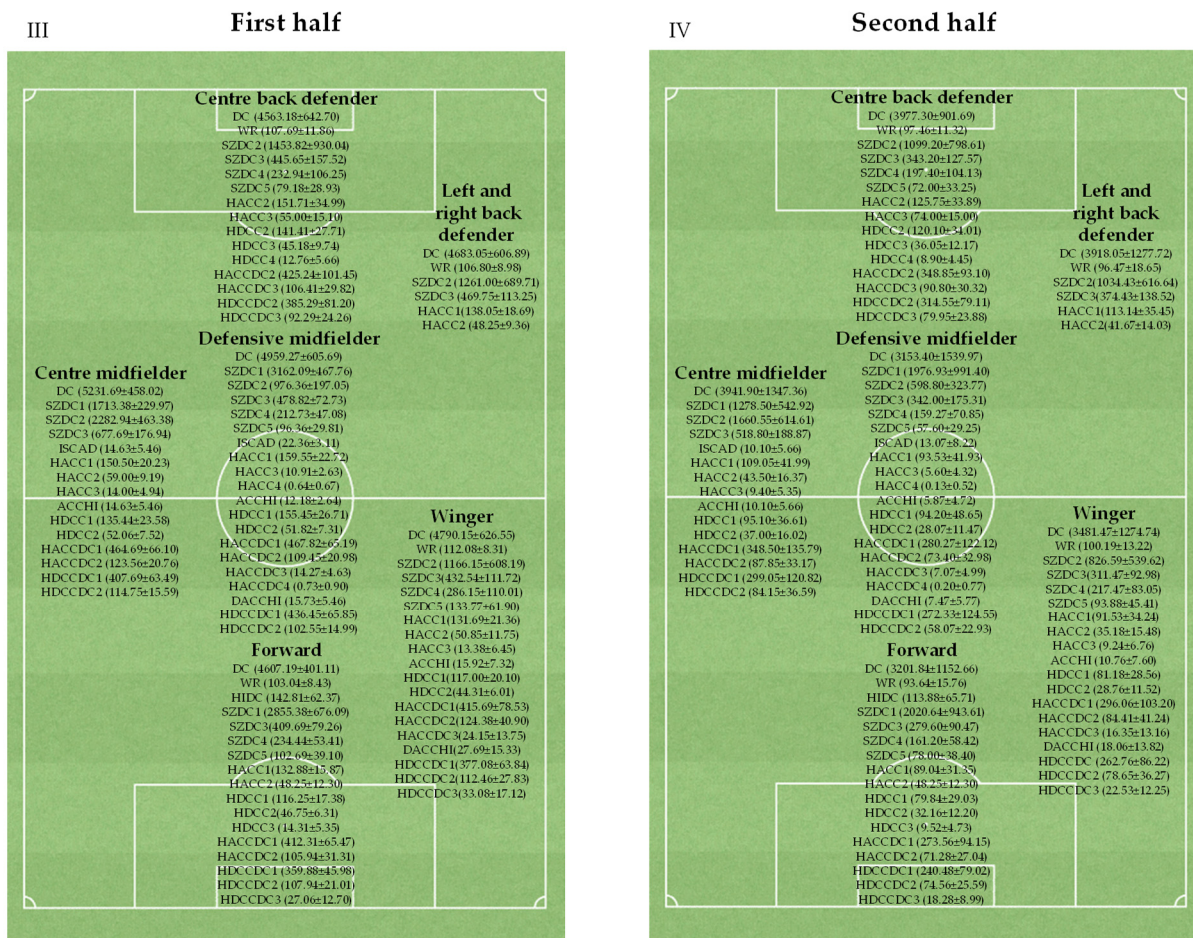 III
First half
Centre back defender
DC (4563.18±642.70)
WR (107.69±11.86)
SZDC2 (1453.82±930.04)
SZDC3 (445.65±157.52)
SZDC4 (232.94±106.25)
SZDC5 (79.18±28.93)
HACC2 (151.71±34.99)
HACC3 (55.00±15.10)
HDCC2 (141.41±27.71)
HDCC3 (45.18±9.74)
HDCC4 (12.76±5.66)
HACCDC2 (425.24±101.45)
HACCDC3 (106.41±29.82)
HDCCDC2 (385.29±81.20)
HDCCDC3 (92.29±24.26)
Left and
right back
defender
DC (4683.05±606.89)
WR (106.80±8.98)
SZDC2 (1261.00±689.71)
SZDC3 (469.75±113.25)
HACC1(138.05±18.69)
HACC2 (48.25±9.36)
Defensive midfielder
DC (4959.27±605.69)
SZDC1 (3162.09±467.76)
SZDC2 (976.36±197.05)
SZDC3 (478.82±72.73)
SZDC4 (212.73±47.08)
SZDC5 (96.36±29.81)
ISCAD (22.36±3.11)
HACC1 (159.55±22.72)
HACC3 (10.91±2.63)
HACC4 (0.64±0.67)
ACCHI (12.18±2.64)
HDCC1 (155.45±26.71)
HDCC2 (51.82±7.31)
HACCDC1 (467.82±65.19)
HACCDC2 (109.45±20.98)
HACCDC3 (14.27±4.63)
HACCDC4 (0.73±0.90)
DACCHI (15.73±5.46)
HDCCDC1 (436.45±65.85)
HDCCDC2 (102.55±14.99)
Centre midfielder
DC (5231.69±458.02)
SZDC1 (1713.38±229.97)
SZDC2 (2282.94±463.38)
SZDC3 (677.69±176.94)
ISCAD (14.63±5.46)
HACC1 (150.50±20.23)
HACC2 (59.00±9.19)
HACC3 (14.00±4.94)
ACCHI (14.63±5.46)
HDCC1 (135.44±23.58)
HDCC2 (52.06±7.52)
HACCDC1 (464.69±66.10)
HACCDC2 (123.56±20.76)
HDCCDC1 (407.69±63.49)
HDCCDC2 (114.75±15.59)
Winger
DC (4790.15±626.55)
WR (112.08±8.31)
SZDC2 (1166.15±608.19)
SZDC3(432.54±111.72)
SZDC4 (286.15±110.01)
SZDC5 (133.77±61.90)
HACC1(131.69±21.36)
HACC2 (50.85±11.75)
HACC3 (13.38±6.45)
ACCHI (15.92±7.32)
HDCC1(117.00±20.10)
HDCC2 (44.31±6.01)
HACCDC1(415.69±78.53)
HACCDC2(124.38±40.90)
HACCDC3(24.15±13.75)
DACCHI(27.69±15.33)
HDCCDC1(377.08±63.84)
HDCCDC2(112.46±27.83)
HDCCDC3(33.08±17.12)
Forward
DC (4607.19±401.11)
WR (103.04±8.43)
HIDC (142.81±62.37)
SZDC1 (2855.38±676.09)
SZDC3(409.69±79.26)
SZDC4 (234.44±53.41)
SZDC5 (102.69±39.10)
HACC1 (132.88±15.87)
HACC2 (48.25±12.30)
HDCC1 (116.25±17.38)
HDCC2(46.75±6.31)
HDCC3 (14.31±5.35)
HACCDC1 (412.31±65.47)
HACCDC2 (105.94±31.31)
HDCCDC1 (359.88±45.98)
HDCCDC2 (107.94±21.01)
HDCCDC3 (27.06±12.70)
IV
Second half
Centre back defender
DC (3977.30±901.69)
WR (97.46±11.32)
SZDC2 (1099.20±798.61)
SZDC3 (343.20±127.57)
SZDC4 (197.40±104.13)
SZDC5 (72.00±33.25)
HACC2 (125.75±33.89)
HACC3 (74.00±15.00)
HDCC2 (120.10±34.01)
HDCC3 (36.05±12.17)
HDCC4 (8.90±4.45)
HACCDC2 (348.85±93.10)
HACCDC3 (90.80±30.32)
HDCCDC2 (314.55±79.11)
HDCCDC3 (79.95±23.88)
Left and
right back
defender
DC (3918.05±1277.72)
WR (96.47±18.65)
SZDC2(1034.43±616.64)
SZDC3(374.43±138.52)
HACC1(113.14±35.45)
HACC2(41.67±14.03)
Defensive midfielder
DC (3153.40±1539.97)
SZDC1 (1976.93±991.40)
SZDC2 (598.80±323.77)
SZDC3 (342.00±175.31)
SZDC4 (159.27±70.85)
SZDC5 (57.60±29.25)
ISCAD (13.07±8.22)
HACC1 (93.53±41.93)
HACC3 (5.60±4.32)
HACC4 (0.13±0.52)
ACCHI (5.87±4.72)
HDCC1 (94.20±48.65)
HDCC2 (28.07±11.47)
HACCDC1 (280.27±122.12)
HACCDC2 (73.40±32.98)
HACCDC3 (7.07±4.99)
HACCDC4 (0.20±0.77)
DACCHI (7.47±5.77)
HDCCDC1 (272.33±124.55)
HDCCDC2 (58.07±22.93)
Centre midfielder
DC (3941.90±1347.36)
SZDC1 (1278.50±542.92)
SZDC2 (1660.55±614.61)
SZDC3 (518.80±188.87)
ISCAD (10.10±5.66)
HACC1 (109.05±41.99)
HACC2 (43.50±16.37)
HACC3 (9.40±5.35)
ACCHI (10.10±5.66)
HDCC1 (95.10±36.61)
HDCC2 (37.00±16.02)
HACCDC1 (348.50±135.79)
HACCDC2 (87.85±33.17)
HDCCDC1 (299.05±120.82)
HDCCDC2 (84.15±36.59)
Winger
DC (3481.47±1274.74)
WR (100.19±13.22)
SZDC2 (826.59±539.62)
SZDC3(311.47±92.98)
SZDC4 (217.47±83.05)
SZDC5 (93.88±45.41)
HACC1(91.53±34.24)
HACC2 (35.18±15.48)
HACC3 (9.24±6.76)
ACCHI (10.76±7.60)
HDCC1 (81.18±28.56)
HDCC2 (28.76±11.52)
HACCDC1 (296.06±103.20)
HACCDC2 (84.41±41.24)
HACCDC3 (16.35±13.16)
DACCHI (18.06±13.82)
HDCCDC (262.76±86.22)
HDCCDC2 (78.65±36.27)
HDCCDC3 (22.53±12.25)
Forward
DC (3201.84±1152.66)
WR (93.64±15.76)
HIDC (113.88±65.71)
SZDC1 (2020.64±943.61)
SZDC3 (279.60±90.47)
SZDC4 (161.20±58.42)
SZDC5 (78.00±38.40)
HACC1(89.04±31.35)
HACC2 (48.25±12.30)
HDCC1 (79.84±29.03)
HDCC2 (32.16±12.20)
HDCC3 (9.52±4.73)
HACCDC1 (273.56±94.15)
HACCDC2 (71.28±27.04)
HDCCDC1 (240.48±79.02)
HDCCDC2 (74.56±25.59)
HDCCDC3 (18.28±8.99)